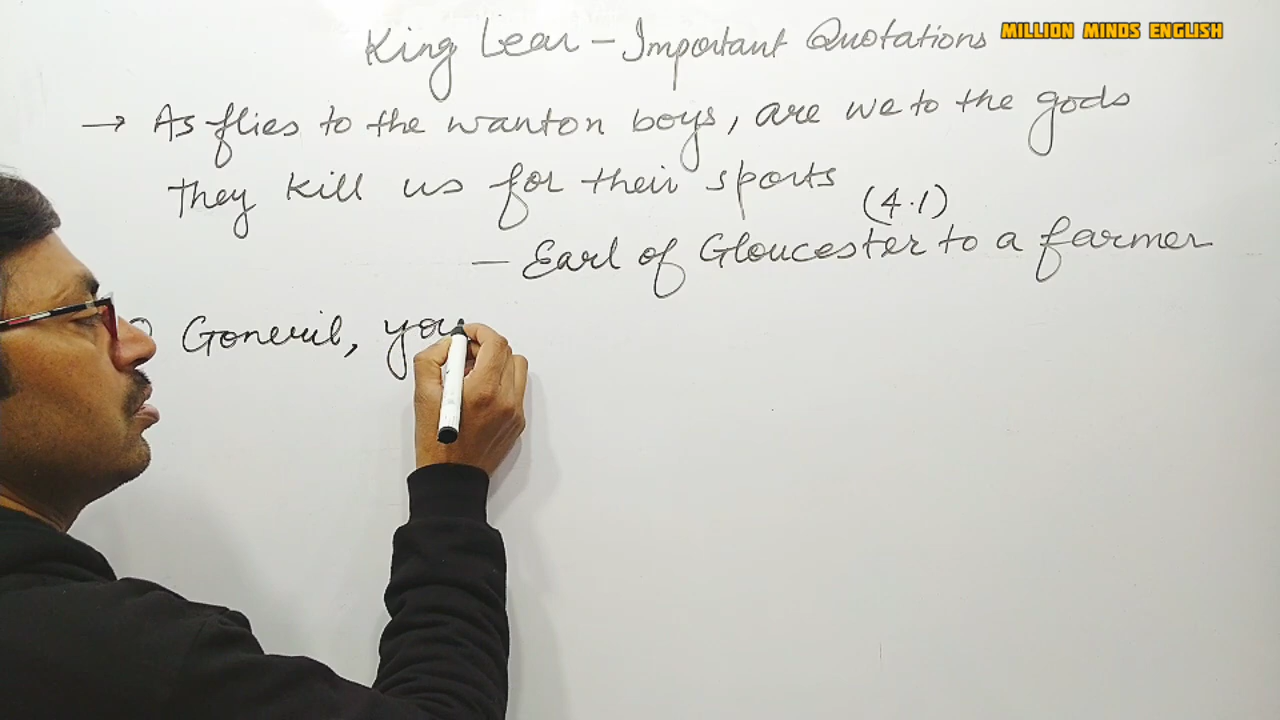 King Lear – Important Quotations
MILLION MINDS ENGLISH
→ As flies to the wanton boys, are we to the gods
They kill us for their sports
(4.1)
— Earl of Gloucester to a farmer
Goneril, you